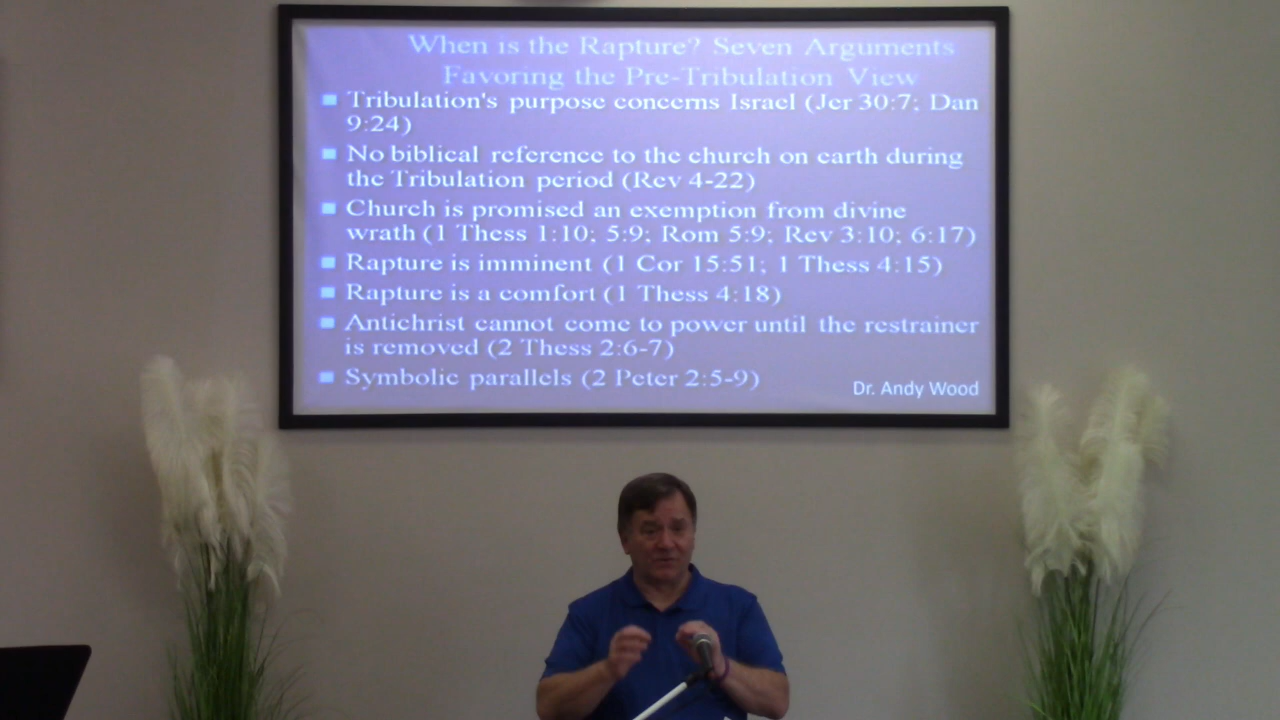 When is the Rapture? Seven Arguments
Favoring the Pre-Tribulation View
Tribulation's purpose concerns Israel (Jer 30:7; Dan
9:24)
No biblical reference to the church on earth during
the Tribulation period (Rev 4-22)
Church is promised an exemption from divine
wrath (1 Thess 1:10; 5:9; Rom 5:9; Rev 3:10; 6:17)
Rapture is imminent (1 Cor 15:51; 1 Thess 4:15)
Rapture is a comfort (1 Thess 4:18)
Antichrist cannot come to power until the restrainer
is removed (2 Thess 2:6-7)
Symbolic parallels (2 Peter 2:5-9)
Dr. Andy Wood